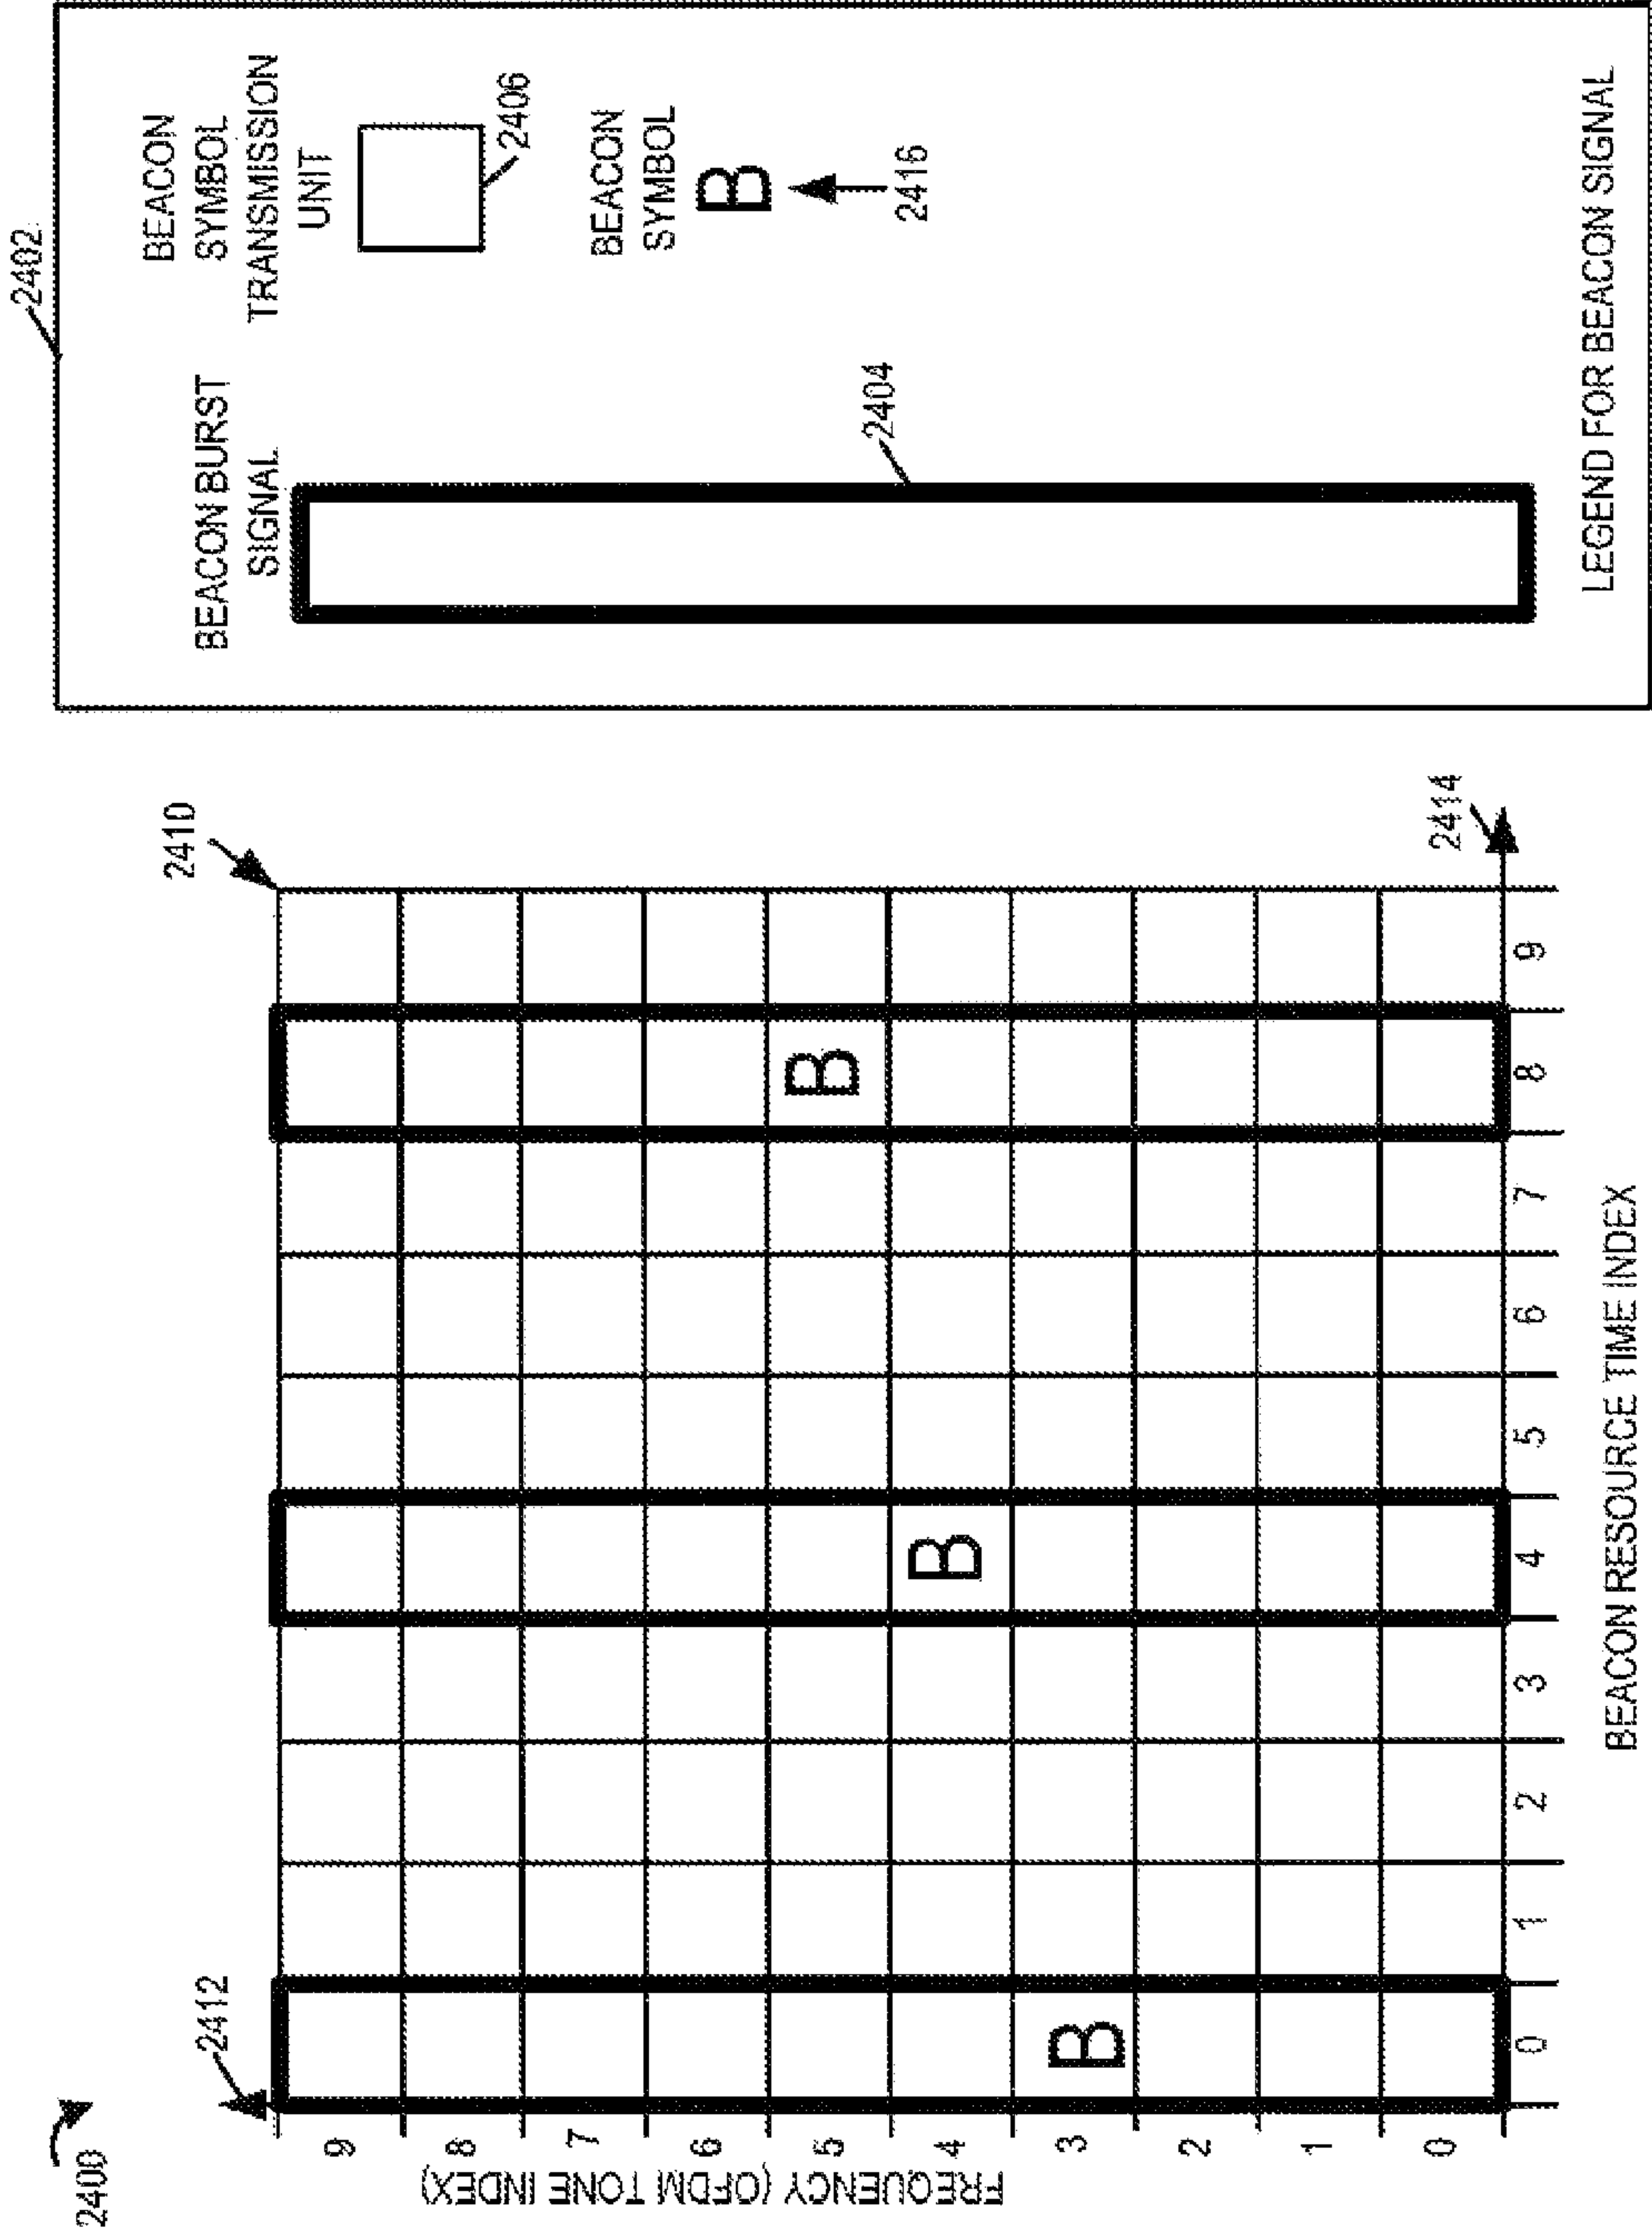 2400
2412
2410
FREQUENCY (OFDM TONE INDEX)
9
8
7
6
5
B
4
B
3
B
2
1
0
0 1 2 3 4 5 6 7 8 9
2414
BEACON RESOURCE TIME INDEX
2402
BEACON BURST
SIGNAL
2404
BEACON
SYMBOL
TRANSMISSION
UNIT
2406
BEACON
SYMBOL
B
2416
LEGEND FOR BEACON SIGNAL